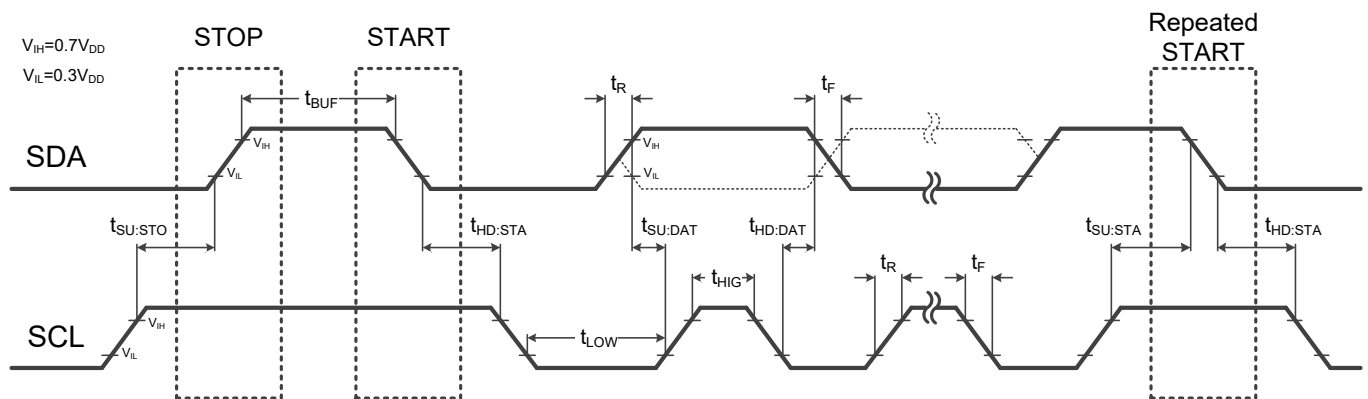 V_IH=0.7V_DD
V_IL=0.3V_DD
STOP
START
Repeated
START
t_BUF
t_R
t_F
SDA
V_IH
V_IL
V_IH
V_IL
t_SU:STO
t_HD:STA
t_SU:DAT
t_HD:DAT
t_SU:STA
t_HD:STA
t_HIG
t_R
t_F
SCL
V_IH
V_IL
t_LOW